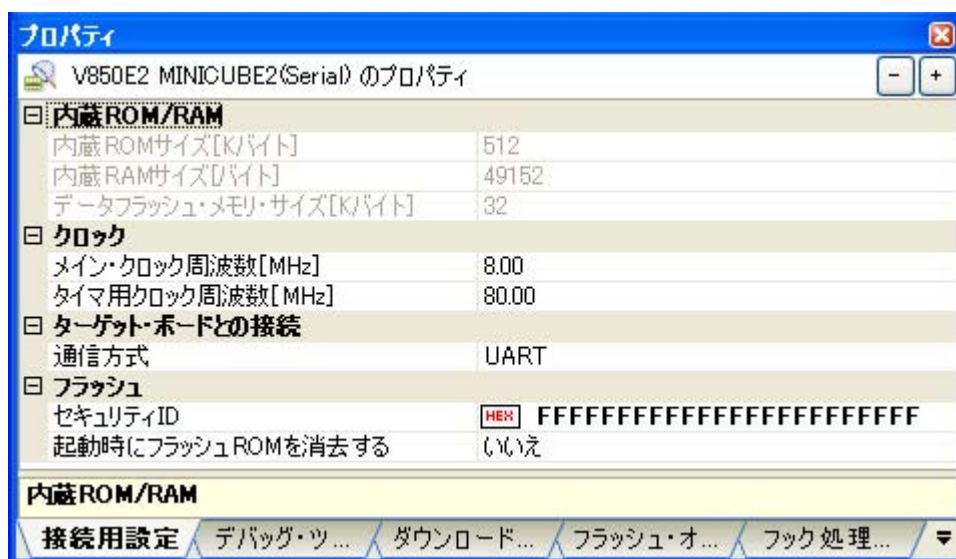 プロパティ
V850E2 MINICUBE2(Serial) のプロパティ
内蔵ROM/RAM
内蔵ROMサイズ[Kバイト] 512
内蔵RAMサイズ[バイト] 49152
データフラッシュ・メモリ・サイズ[Kバイト] 32
クロック
メイン・クロック周波数[MHz] 8.00
タイマ用クロック周波数[MHz] 80.00
ターゲット・ボードとの接続
通信方式 UART
フラッシュ
セキュリティID HEX FFFFFFFFFFFFFFFFFFFFFFFF
起動時にフラッシュROMを消去する いいえ
内蔵ROM/RAM
接続用設定 デバッグ・ツ... ダウンロード... フラッシュ・オ... フック処理...